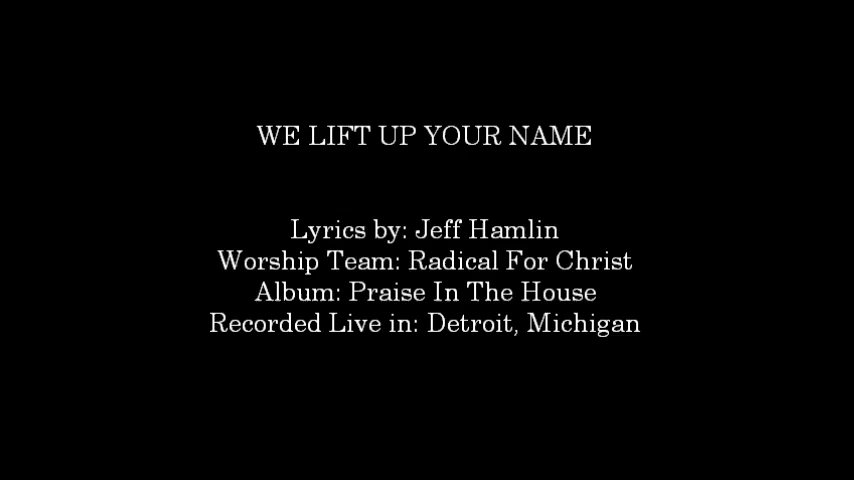 WE LIFT UP YOUR NAME
Lyrics by: Jeff Hamlin
Worship Team: Radical For Christ
Album: Praise In The House
Recorded Live in: Detroit, Michigan